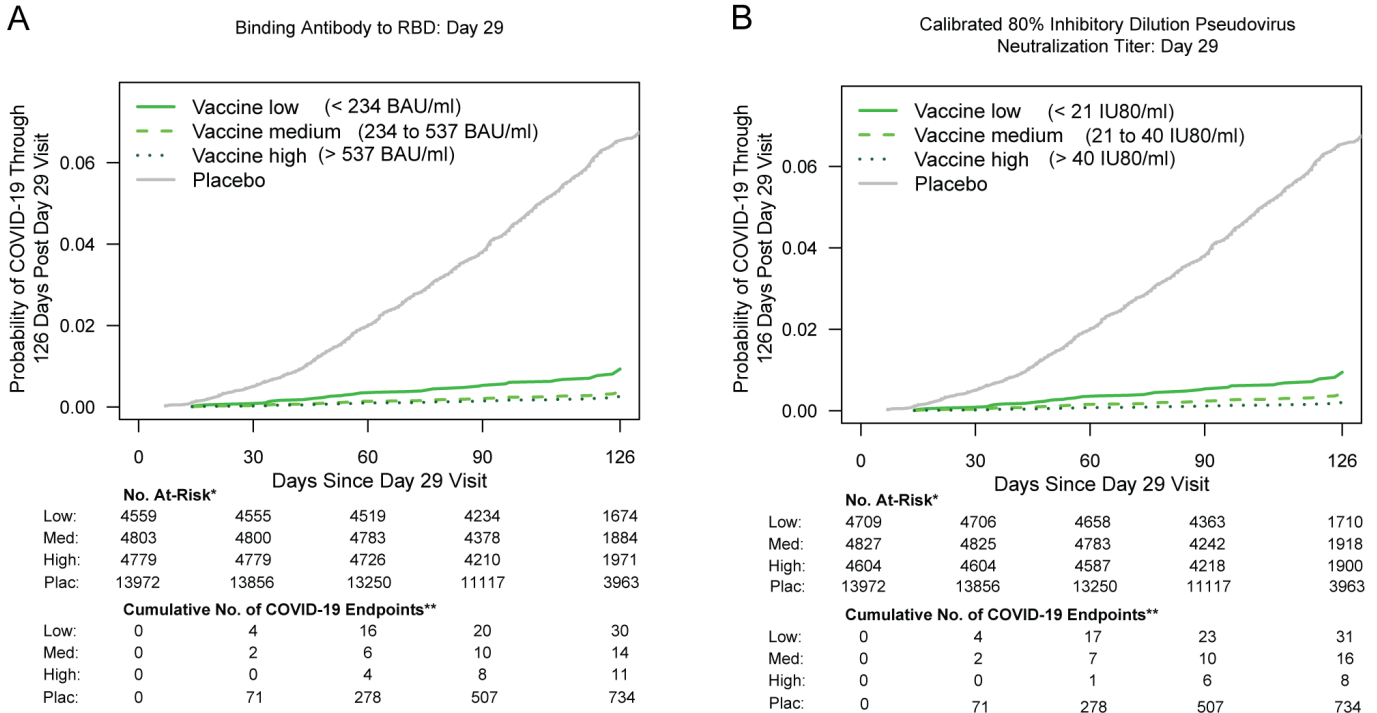 A
Binding Antibody to RBD: Day 29
Probability of COVID-19 Through
126 Days Post Day 29 Visit
Vaccine low (< 234 BAU/ml)
Vaccine medium (234 to 537 BAU/ml)
Vaccine high (> 537 BAU/ml)
Placebo
0.06
0.04
0.02
0.00
0 30 60 90 126
Days Since Day 29 Visit
No. At-Risk*
Low: 4559 4555 4519 4234 1674
Med: 4803 4800 4783 4378 1884
High: 4779 4779 4726 4210 1971
Plac: 13972 13856 13250 11117 3963
Cumulative No. of COVID-19 Endpoints**
Low: 0 4 16 20 30
Med: 0 2 6 10 14
High: 0 0 4 8 11
Plac: 0 71 278 507 734
B
Calibrated 80% Inhibitory Dilution Pseudovirus
Neutralization Titer: Day 29
Probability of COVID-19 Through
126 Days Post Day 29 Visit
Vaccine low (< 21 IU80/ml)
Vaccine medium (21 to 40 IU80/ml)
Vaccine high (> 40 IU80/ml)
Placebo
0.06
0.04
0.02
0.00
0 30 60 90 126
Days Since Day 29 Visit
No. At-Risk*
Low: 4709 4706 4658 4363 1710
Med: 4827 4825 4783 4242 1918
High: 4604 4604 4587 4218 1900
Plac: 13972 13856 13250 11117 3963
Cumulative No. of COVID-19 Endpoints**
Low: 0 4 17 23 31
Med: 0 2 7 10 16
High: 0 0 1 6 8
Plac: 0 71 278 507 734